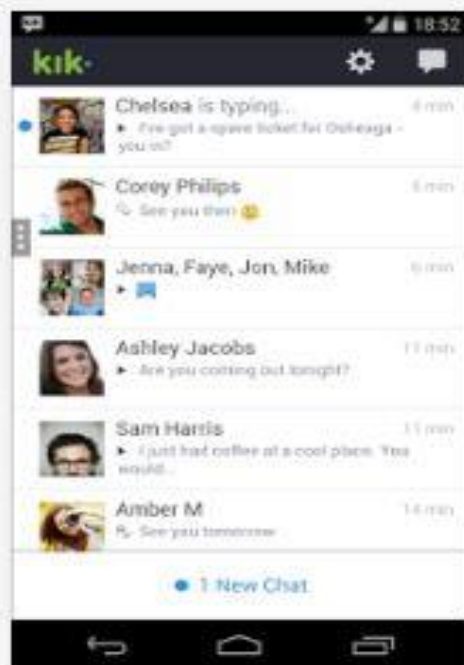 18:52
kik·
Chelsea is typing...
4 min
I've got a spare ticket for Osheaga -
you in?
Corey Philips
See you then
Jenna, Faye, Jon, Mike
6 min
Ashley Jacobs
11 min
Are you coming out tonight?
Sam Harris
11 min
I just had coffee at a cool place. You
would...
Amber M
14 min
See you tomorrow
1 New Chat